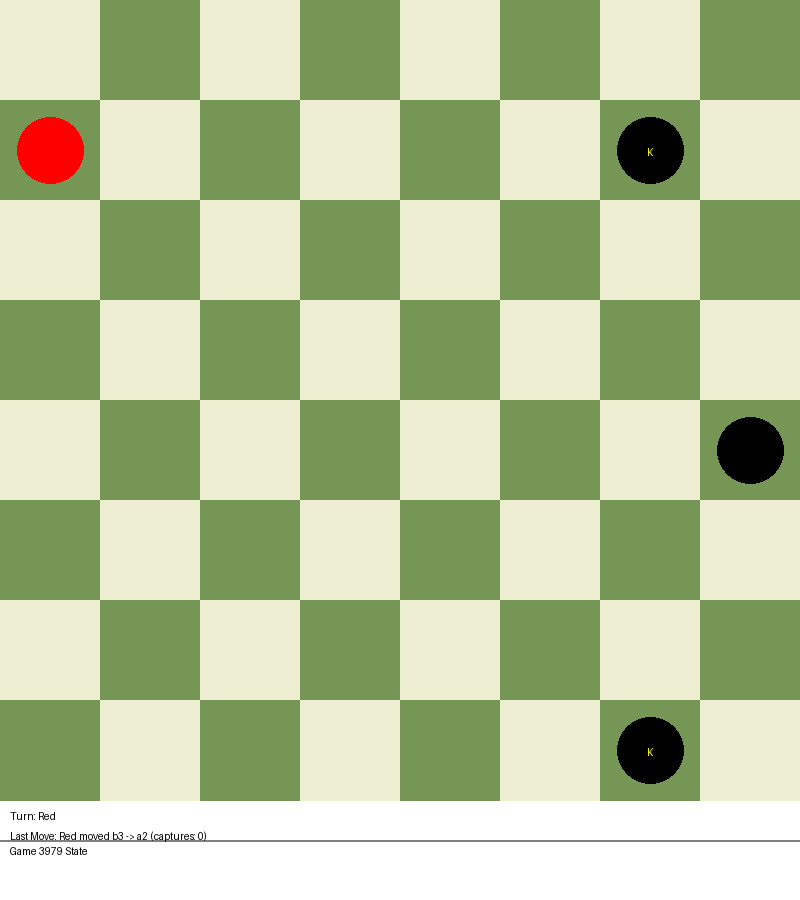 K
K
Turn: Red
Last Move: Red moved b3 -> a2 (captures: 0)
Game 3979 State